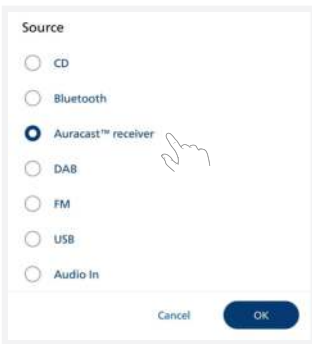 Source
CD
Bluetooth
Auracast™ receiver
DAB
FM
USB
Audio In
Cancel OK